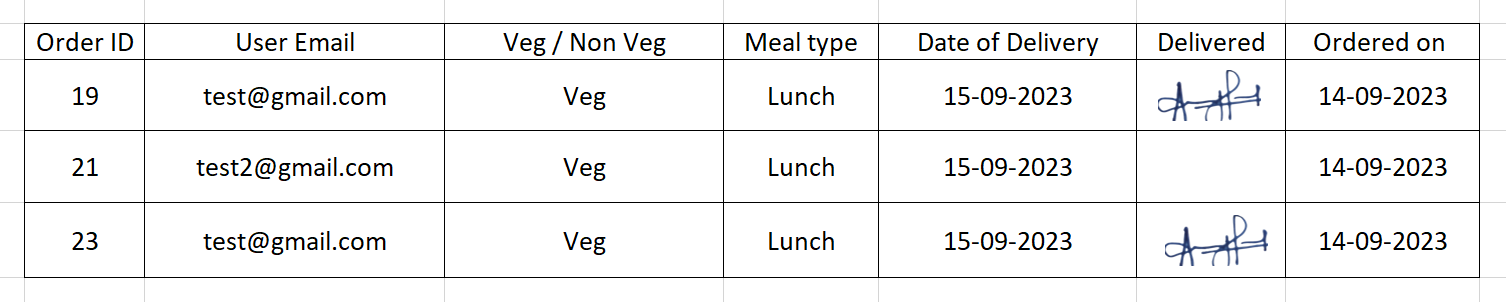 Order ID User Email Veg / Non Veg Meal type Date of Delivery Delivered Ordered on
19 test@gmail.com Veg Lunch 15-09-2023 14-09-2023
21 test2@gmail.com Veg Lunch 15-09-2023 14-09-2023
23 test@gmail.com Veg Lunch 15-09-2023 14-09-2023